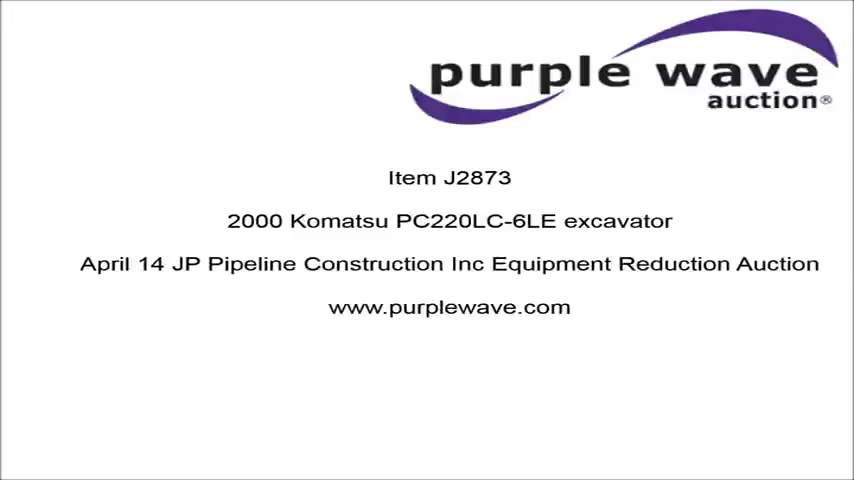 purple wave
auction®
Item J2873
2000 Komatsu PC220LC-6LE excavator
April 14 JP Pipeline Construction Inc Equipment Reduction Auction
www.purplewave.com